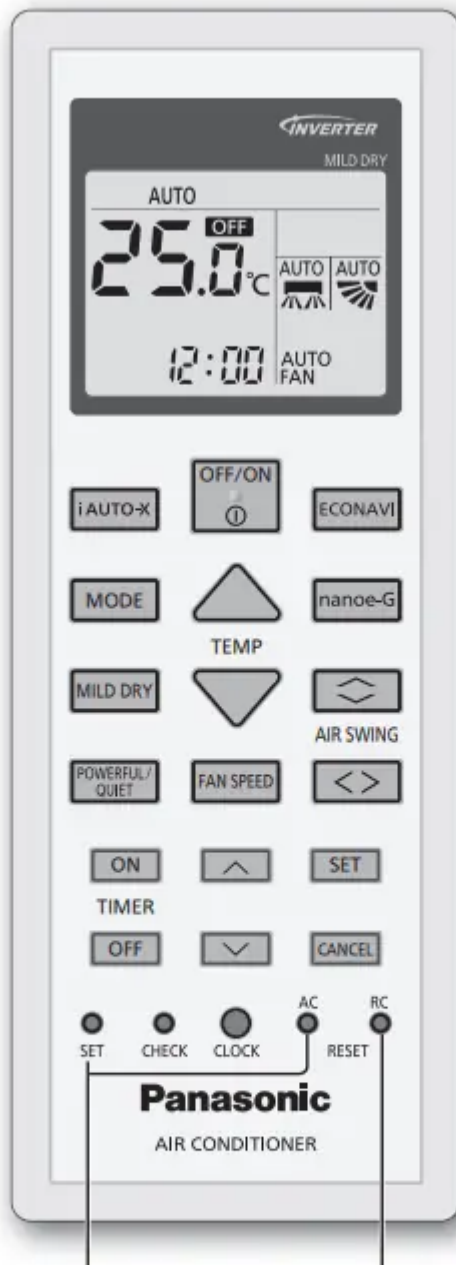 INVERTER
MILD DRY
AUTO
25.0°C OFF
AUTO AUTO
12:00 AUTO
FAN
iAUTO-X OFF/ON ECONAVI
MODE nanoe-G
TEMP
MILD DRY
AIR SWING
POWERFUL/
QUIET FAN SPEED
ON SET
TIMER
OFF CANCEL
AC RC
SET CHECK CLOCK RESET
Panasonic
AIR CONDITIONER